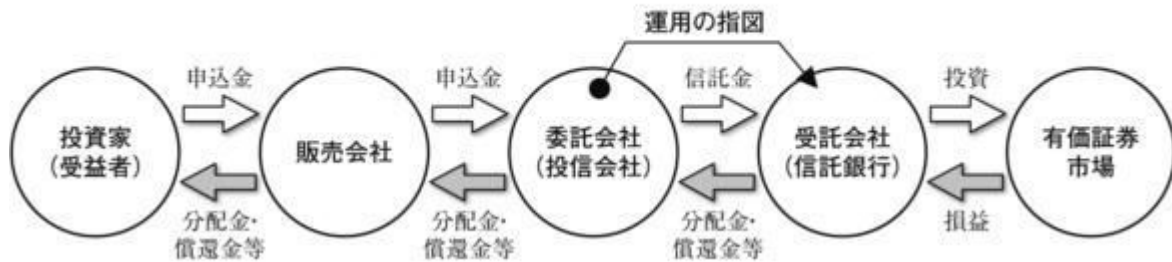 運用の指図
申込金
申込金
信託金
投資
投資家
(受益者)
販売会社
委託会社
(投信会社)
受託会社
(信託銀行)
有価証券
市場
分配金・
償還金等
分配金・
償還金等
分配金・
償還金等
損益